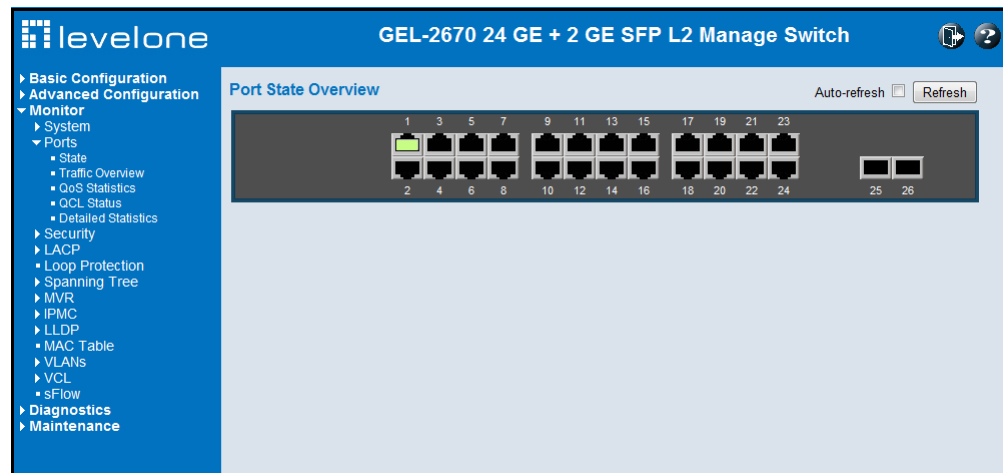 levelone
GEL-2670 24 GE + 2 GE SFP L2 Manage Switch
Basic Configuration
Advanced Configuration
Monitor
System
Ports
State
Traffic Overview
QoS Statistics
QCL Status
Detailed Statistics
Security
LACP
Loop Protection
Spanning Tree
MVR
IPMC
LLDP
MAC Table
VLANs
VCL
sFlow
Diagnostics
Maintenance
Port State Overview
Auto-refresh Refresh
1 3 5 7 9 11 13 15 17 19 21 23
2 4 6 8 10 12 14 16 18 20 22 24 25 26